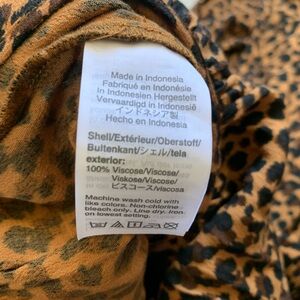 Made in Indonesia
Fabriqué en Indonésie
In Indonesien Hergestellt
Vervaardigd in Indonesië
インドネシア製
Hecho en Indonesia
Shell/Extérieur/Oberstoff/
Buitenkant/シェル/tela
exterior:
100% Viscose/Viscose/
Viskose/Viscose/
ビスコース/viscosa
Machine wash cold with
like colors. Non-chlorine
bleach only. Line dry. Iron
on lowest setting.